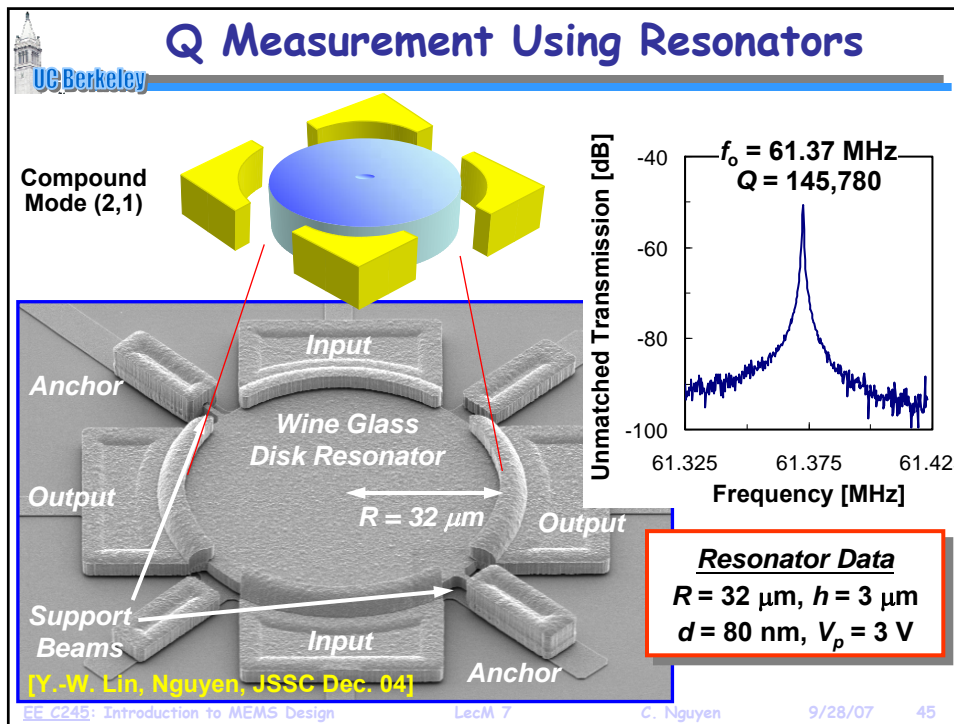 Q Measurement Using Resonators
UC Berkeley
Compound
Mode (2,1)
Unmatched Transmission [dB]
-40
-60
-80
-100
fo = 61.37 MHz
Q = 145,780
61.325
61.375
61.42
Frequency [MHz]
Input
Anchor
Wine Glass
Disk Resonator
Output
R = 32 μm
Output
Support
Beams
Input
Anchor
[Y.-W. Lin, Nguyen, JSSC Dec. 04]
Resonator Data
R = 32 μm, h = 3 μm
d = 80 nm, Vp = 3 V
EE C245: Introduction to MEMS Design LecM 7 C. Nguyen 9/28/07 45